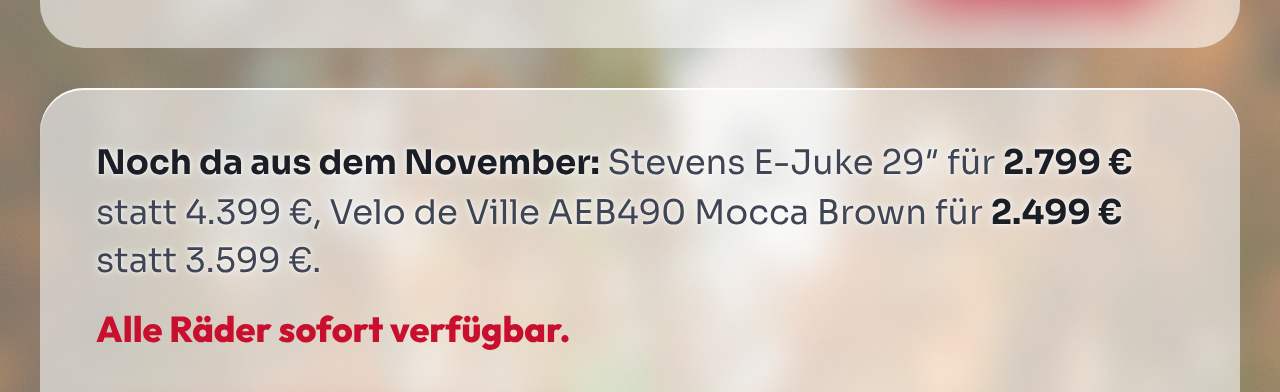 Noch da aus dem November: Stevens E-Juke 29″ für 2.799 €
statt 4.399 €, Velo de Ville AEB490 Mocca Brown für 2.499 €
statt 3.599 €.
Alle Räder sofort verfügbar.